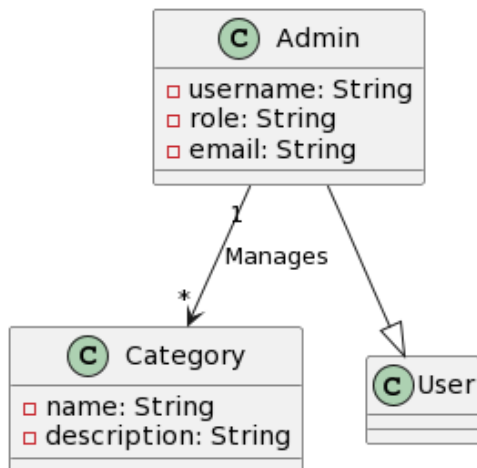 C Admin
username: String
role: String
email: String
1
Manages
*
C Category
name: String
description: String
C User